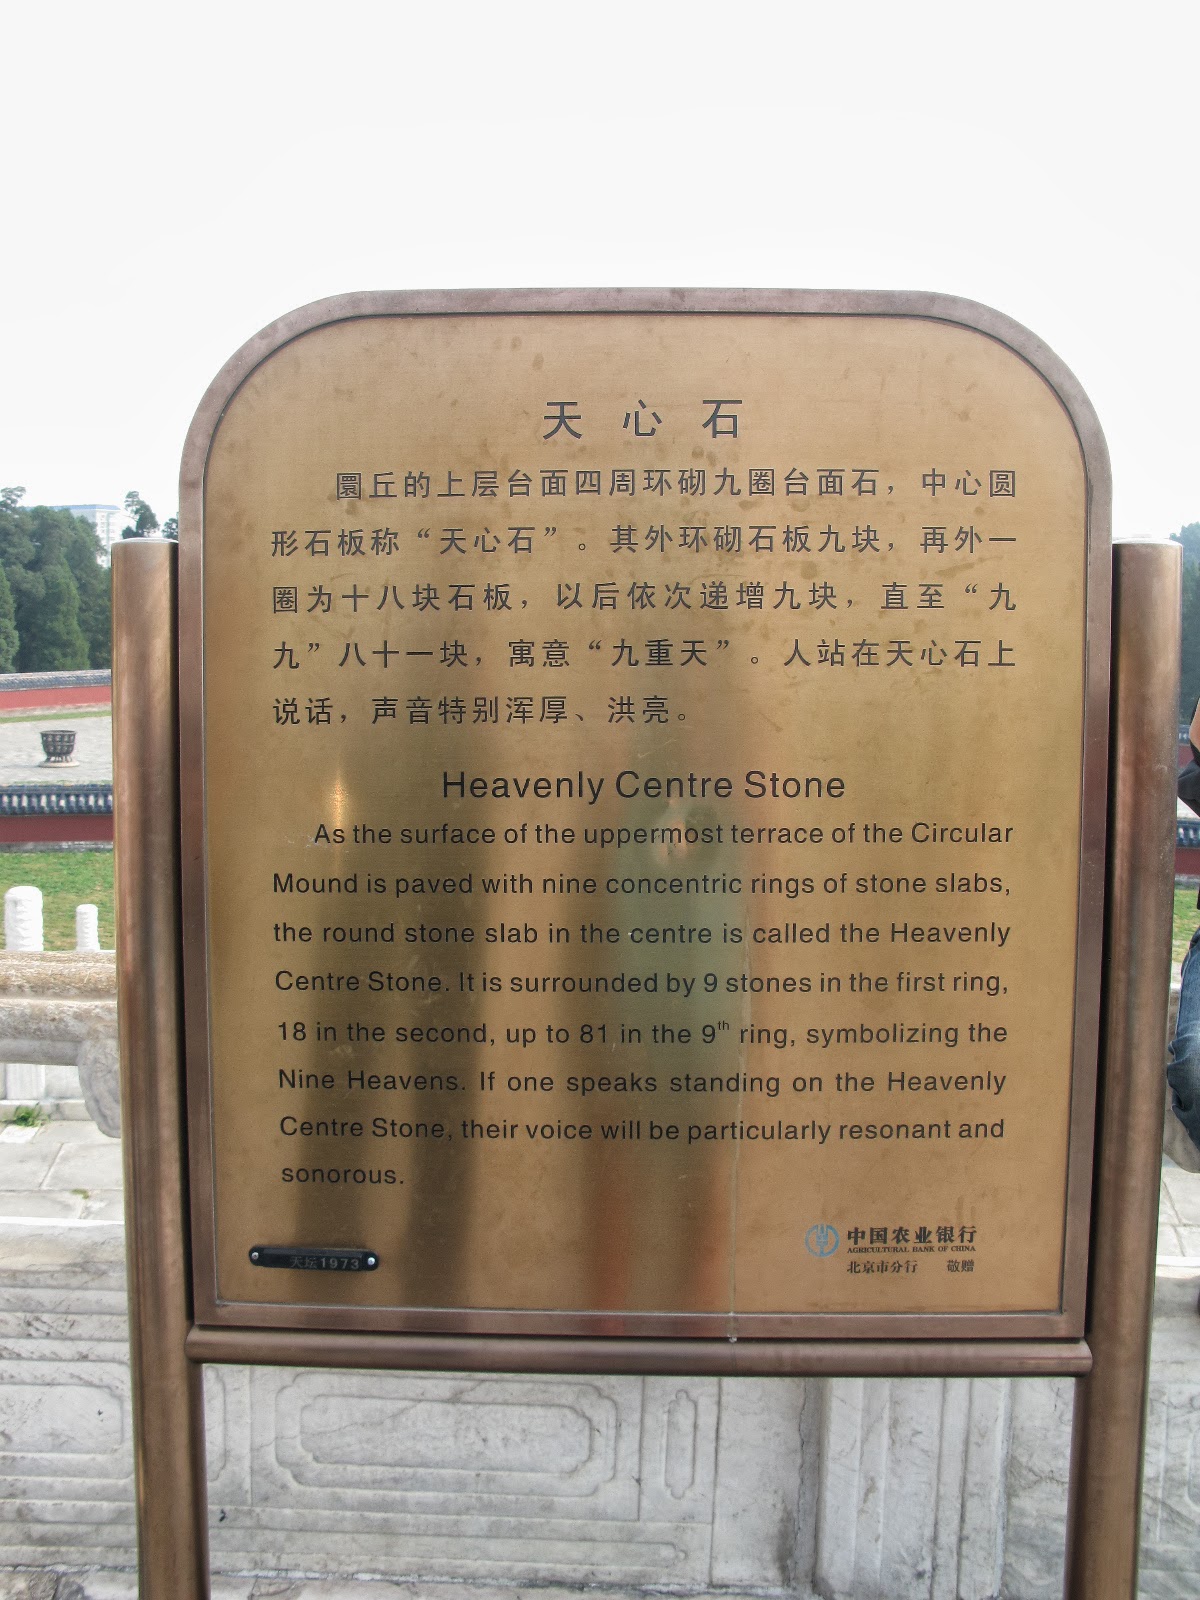 天心石
圜丘的上层台面四周环砌九圈台面石，中心圆
形石板称“天心石”。其外环砌石板九块，再外一
圈为十八块石板，以后依次递增九块，直至“九
九”八十一块，寓意“九重天”。人站在天心石上
说话，声音特别浑厚、洪亮。
Heavenly Centre Stone
As the surface of the uppermost terrace of the Circular
Mound is paved with nine concentric rings of stone slabs,
the round stone slab in the centre is called the Heavenly
Centre Stone. It is surrounded by 9 stones in the first ring,
18 in the second, up to 81 in the 9th ring, symbolizing the
Nine Heavens. If one speaks standing on the Heavenly
Centre Stone, their voice will be particularly resonant and
sonorous.
天坛1973
中国农业银行
AGRICULTURAL BANK OF CHINA
北京市分行 敬赠